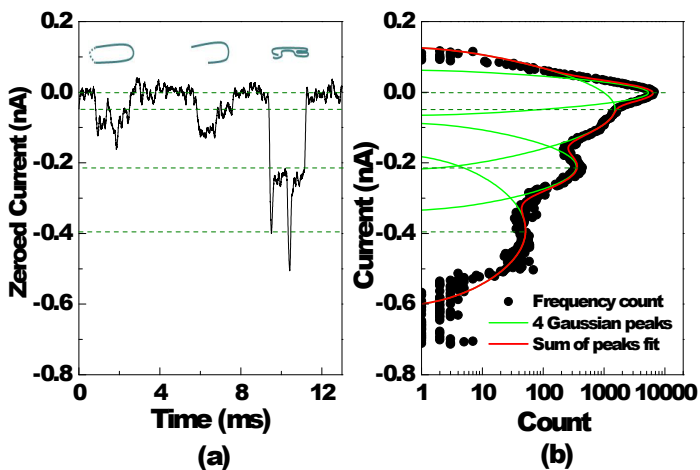 Zeroed Current (nA)
0.2
0.0
-0.2
-0.4
-0.6
-0.8
0 4 8 12
Time (ms)
(a)
Current (nA)
0.2
0.0
-0.2
-0.4
-0.6
-0.8
Frequency count
4 Gaussian peaks
Sum of peaks fit
1 10 100 1000 10000
Count
(b)